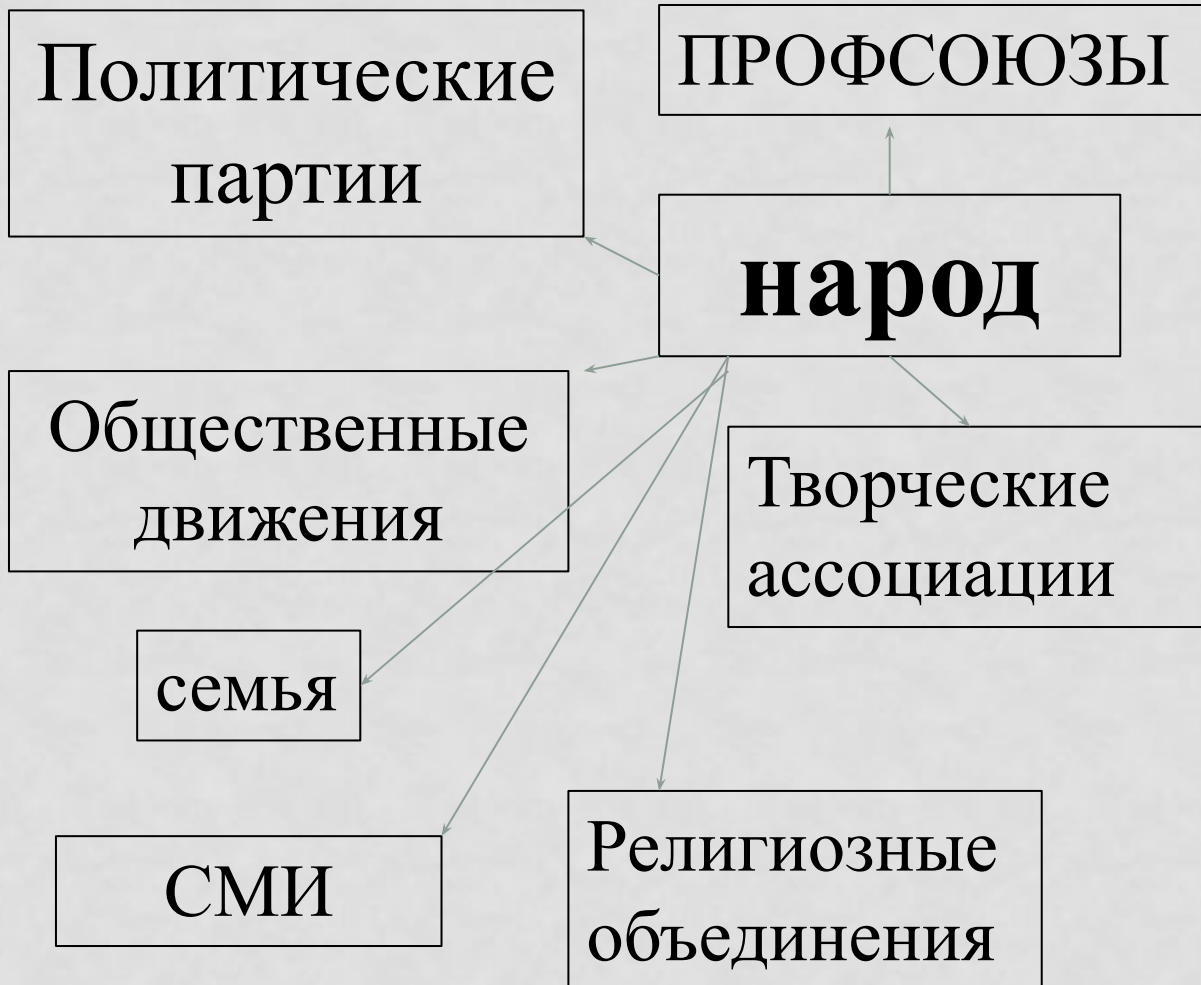 Политические
партии
ПРОФСОЮЗЫ
народ
Общественные
движения
Творческие
ассоциации
семья
СМИ
Религиозные
объединения